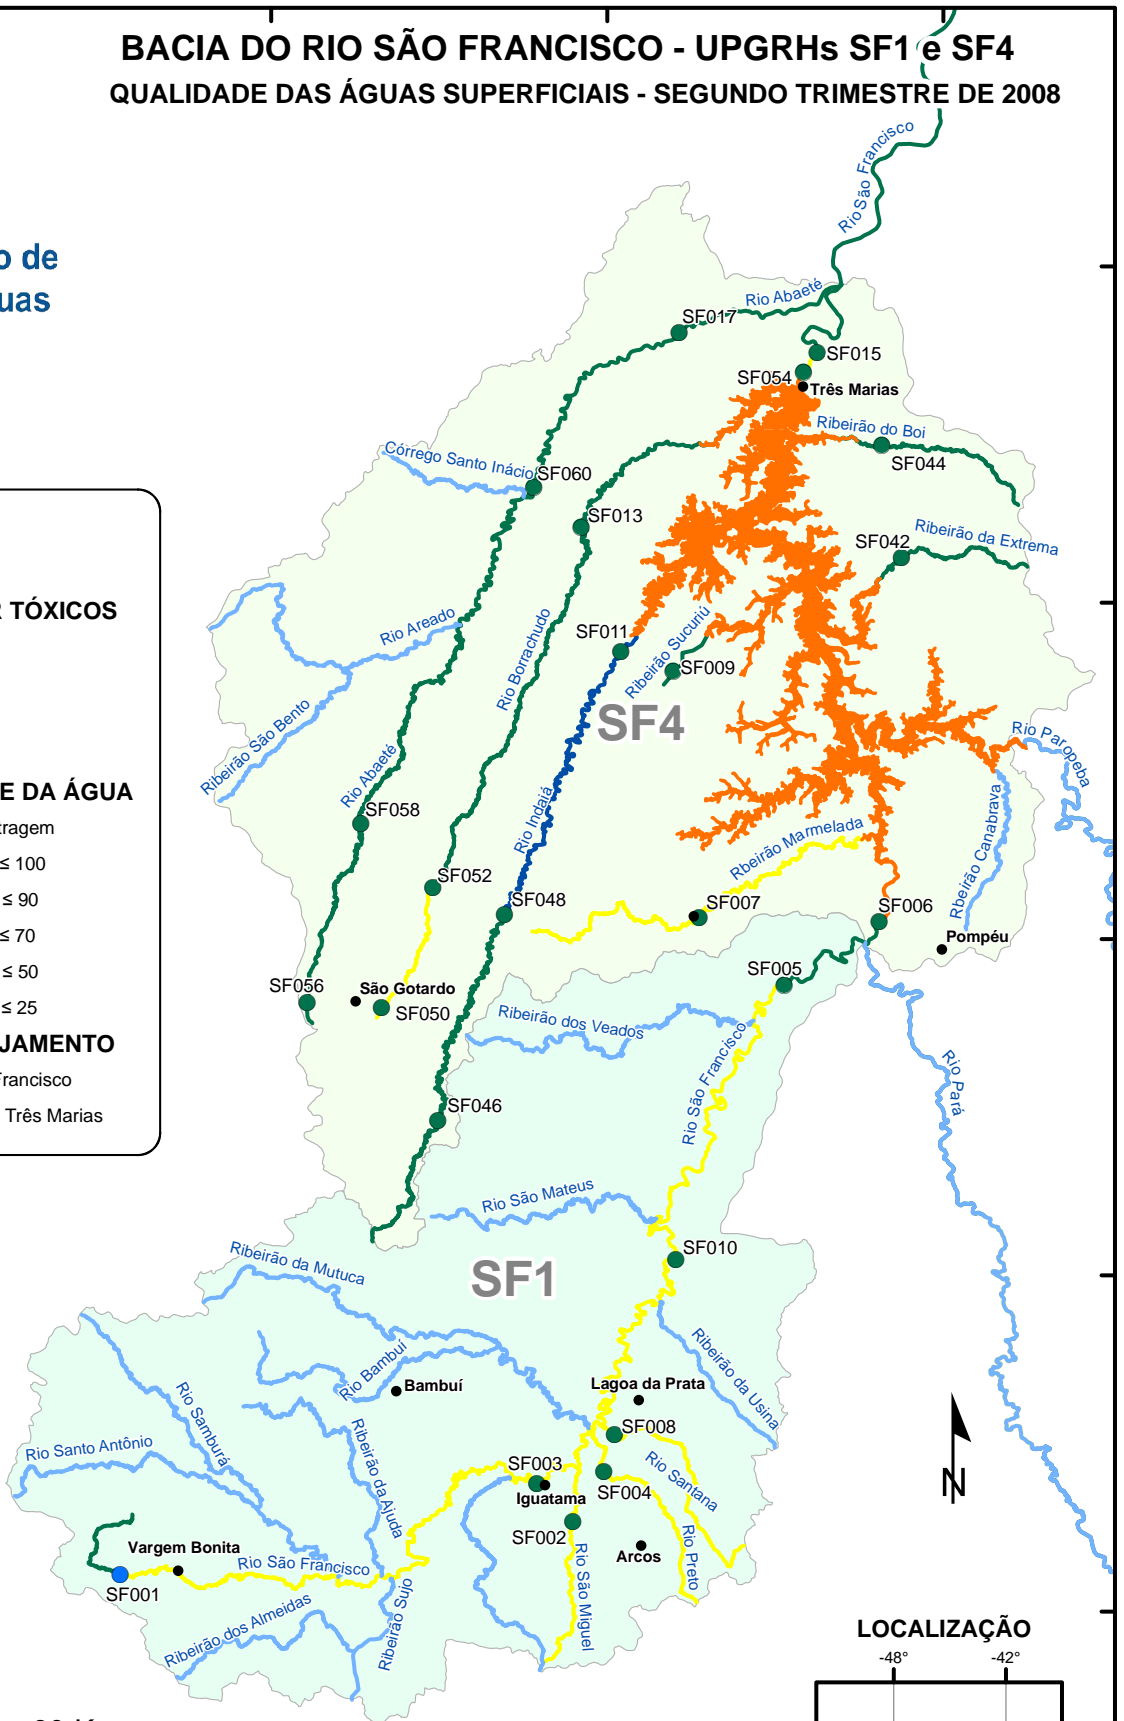 BACIA DO RIO SÃO FRANCISCO - UPGRHs SF1 e SF4
QUALIDADE DAS ÁGUAS SUPERFICIAIS - SEGUNDO TRIMESTRE DE 2008
Rio São Francisco
o de
uas
Rio Abaeté
SF017
SF015
SF054
Três Marias
Ribeirão do Boi
SF044
Córrego Santo Inácio
SF060
SF013
Ribeirão da Extrema
SF042
R TÓXICOS
Rio Areado
Rio Borrachudo
SF011
Ribeirão Sucuriú
SF009
SF4
Ribeirão São Bento
Rio Paropeba
Rio Abaeté
E DA ÁGUA
tragem
≤ 100
≤ 90
≤ 70
≤ 50
≤ 25
JAMENTO
Francisco
Três Marias
SF058
Rio Indaiá
Rbeirão Marmelada
Rbeirão Canabrava
SF052
SF048
SF007
SF006
Pompéu
SF005
SF056
São Gotardo
SF050
Ribeirão dos Veados
Rio São Francisco
Rio Pará
SF046
Rio São Mateus
SF010
Ribeirão da Mutuca
SF1
Ribeirão da Usina
Rio Bambuí
Bambuí
Lagoa da Prata
Rio Samburá
SF008
Rio Santo Antônio
Ribeirão da Ajuda
SF003
Rio Santana
Iguatama
SF004
N
SF002
Rio Preto
Arcos
Vargem Bonita
Rio São Francisco
SF001
Rio São Miguel
Ribeirão dos Almeidas
Ribeirão Sujo
LOCALIZAÇÃO
-48°
-42°